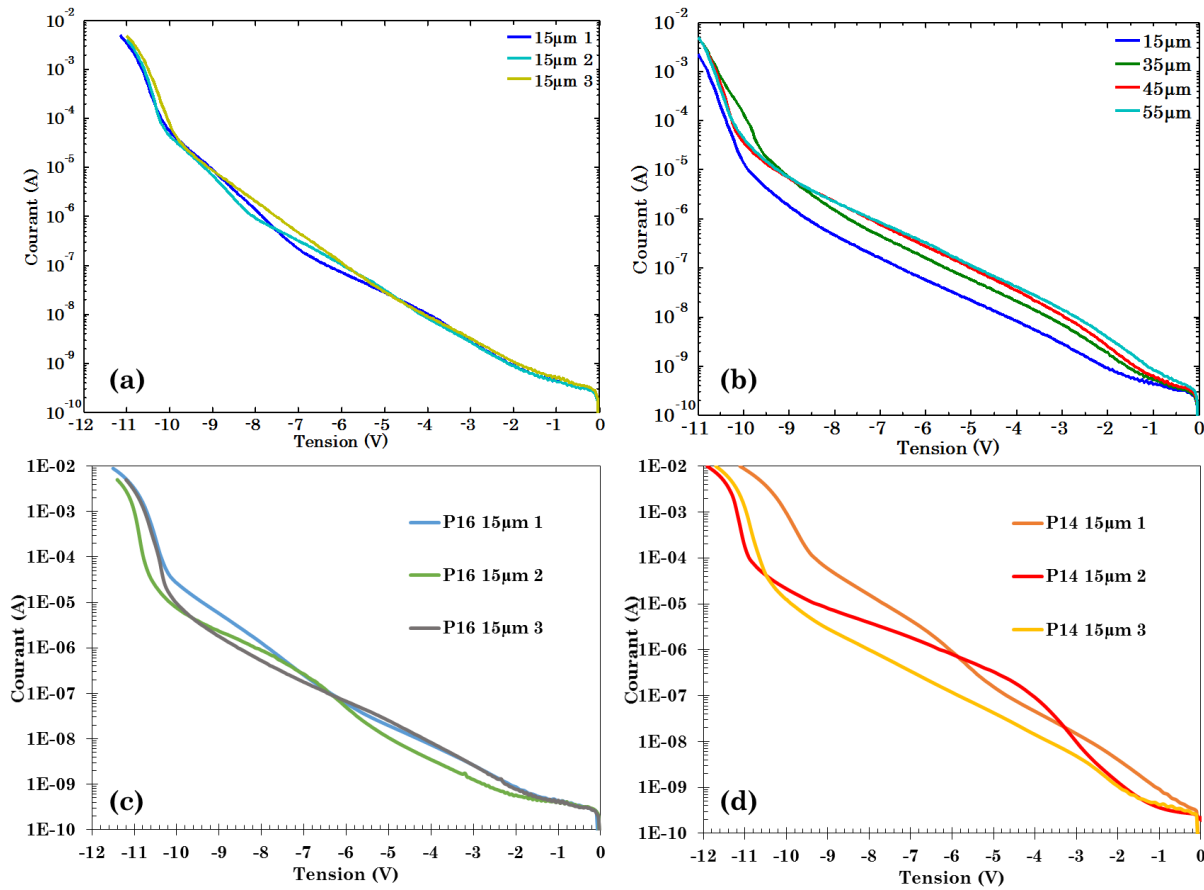 10-2
10-3
10-4
10-5
10-6
10-7
10-8
10-9
10-10
Courant (A)
15µm 1
15µm 2
15µm 3
(a)
-12 -11 -10 -9 -8 -7 -6 -5 -4 -3 -2 -1 0
Tension (V)
10-2
10-3
10-4
10-5
10-6
10-7
10-8
10-9
10-10
Courant (A)
15µm
35µm
45µm
55µm
(b)
-11 -10 -9 -8 -7 -6 -5 -4 -3 -2 -1 0
Tension (V)
1E-02
1E-03
1E-04
1E-05
1E-06
1E-07
1E-08
1E-09
1E-10
Courant (A)
P16 15µm 1
P16 15µm 2
P16 15µm 3
(c)
-12 -11 -10 -9 -8 -7 -6 -5 -4 -3 -2 -1 0
Tension (V)
1E-02
1E-03
1E-04
1E-05
1E-06
1E-07
1E-08
1E-09
1E-10
Courant (A)
P14 15µm 1
P14 15µm 2
P14 15µm 3
(d)
-12 -11 -10 -9 -8 -7 -6 -5 -4 -3 -2 -1 0
Tension (V)